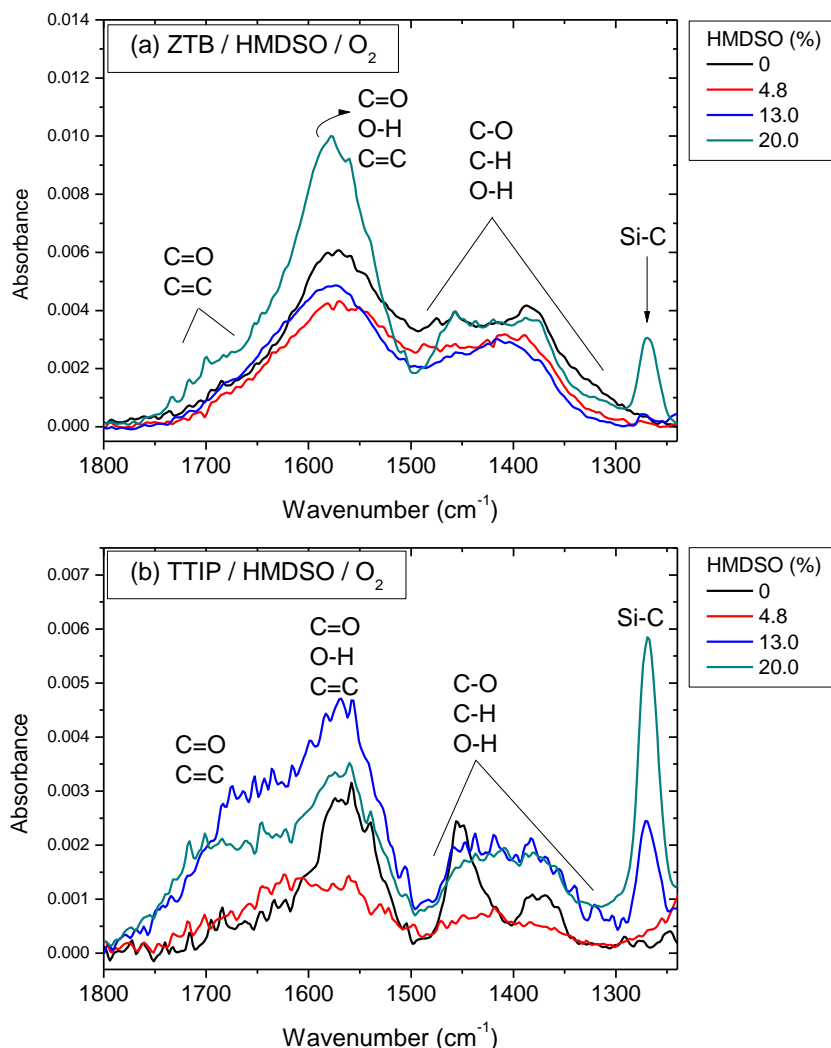 (a) ZTB / HMDSO / O₂
HMDSO (%)
0
4.8
13.0
20.0
0.014
0.012
0.010
0.008
0.006
0.004
0.002
0.000
Absorbance
C=O
C=C
C=O
O-H
C=C
C-O
C-H
O-H
Si-C
1800 1700 1600 1500 1400 1300
Wavenumber (cm⁻¹)
(b) TTIP / HMDSO / O₂
HMDSO (%)
0
4.8
13.0
20.0
0.007
0.006
0.005
0.004
0.003
0.002
0.001
0.000
Absorbance
C=O
C=C
C=O
O-H
C=C
C-O
C-H
O-H
Si-C
1800 1700 1600 1500 1400 1300
Wavenumber (cm⁻¹)